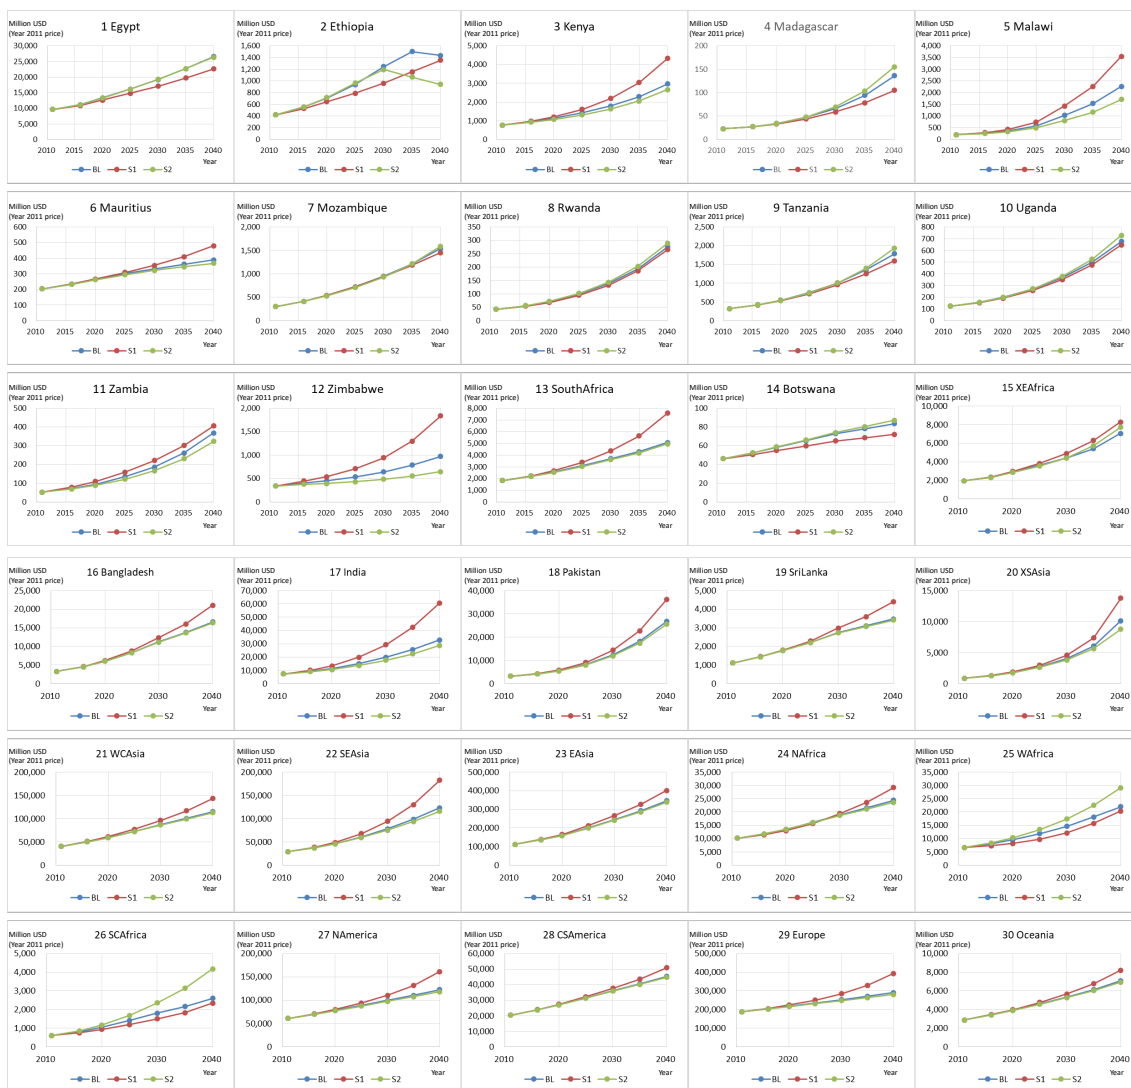 Million USD
(Year 2011 price)
1 Egypt
30,000
25,000
20,000
15,000
10,000
5,000
0
2010 2015 2020 2025 2030 2035 2040
Year
BL S1 S2
Million USD
(Year 2011 price)
2 Ethiopia
1,600
1,400
1,200
1,000
800
600
400
200
0
2010 2015 2020 2025 2030 2035 2040
Year
BL S1 S2
Million USD
(Year 2011 price)
3 Kenya
5,000
4,000
3,000
2,000
1,000
0
2010 2015 2020 2025 2030 2035 2040
Year
BL S1 S2
Million USD
(Year 2011 price)
4 Madagascar
200
150
100
50
0
2010 2015 2020 2025 2030 2035 2040
Year
BL S1 S2
Million USD
(Year 2011 price)
5 Malawi
4,000
3,500
3,000
2,500
2,000
1,500
1,000
500
0
2010 2015 2020 2025 2030 2035 2040
Year
BL S1 S2
Million USD
(Year 2011 price)
6 Mauritius
600
500
400
300
200
100
0
2010 2015 2020 2025 2030 2035 2040
Year
BL S1 S2
Million USD
(Year 2011 price)
7 Mozambique
2,000
1,500
1,000
500
0
2010 2015 2020 2025 2030 2035 2040
Year
BL S1 S2
Million USD
(Year 2011 price)
8 Rwanda
350
300
250
200
150
100
50
0
2010 2015 2020 2025 2030 2035 2040
Year
BL S1 S2
Million USD
(Year 2011 price)
9 Tanzania
2,500
2,000
1,500
1,000
500
0
2010 2015 2020 2025 2030 2035 2040
Year
BL S1 S2
Million USD
(Year 2011 price)
10 Uganda
800
700
600
500
400
300
200
100
0
2010 2015 2020 2025 2030 2035 2040
Year
BL S1 S2
Million USD
(Year 2011 price)
11 Zambia
500
400
300
200
100
0
2010 2015 2020 2025 2030 2035 2040
Year
BL S1 S2
Million USD
(Year 2011 price)
12 Zimbabwe
2,000
1,500
1,000
500
0
2010 2015 2020 2025 2030 2035 2040
Year
BL S1 S2
Million USD
(Year 2011 price)
13 SouthAfrica
8,000
7,000
6,000
5,000
4,000
3,000
2,000
1,000
0
2010 2015 2020 2025 2030 2035 2040
Year
BL S1 S2
Million USD
(Year 2011 price)
14 Botswana
100
80
60
40
20
0
2010 2015 2020 2025 2030 2035 2040
Year
BL S1 S2
Million USD
(Year 2011 price)
15 XEAfrica
10,000
8,000
6,000
4,000
2,000
0
2010 2020 2030 2040
Year
BL S1 S2
Million USD
(Year 2011 price)
16 Bangladesh
25,000
20,000
15,000
10,000
5,000
0
2010 2020 2030 2040
Year
BL S1 S2
Million USD
(Year 2011 price)
17 India
70,000
60,000
50,000
40,000
30,000
20,000
10,000
0
2010 2020 2030 2040
Year
BL S1 S2
Million USD
(Year 2011 price)
18 Pakistan
40,000
30,000
20,000
10,000
0
2010 2020 2030 2040
Year
BL S1 S2
Million USD
(Year 2011 price)
19 SriLanka
5,000
4,000
3,000
2,000
1,000
0
2010 2020 2030 2040
Year
BL S1 S2
Million USD
(Year 2011 price)
20 XSAsia
15,000
10,000
5,000
0
2010 2020 2030 2040
Year
BL S1 S2
Million USD
(Year 2011 price)
21 WCAsia
200,000
150,000
100,000
50,000
0
2010 2020 2030 2040
Year
BL S1 S2
Million USD
(Year 2011 price)
22 SEAsia
200,000
150,000
100,000
50,000
0
2010 2020 2030 2040
Year
BL S1 S2
Million USD
(Year 2011 price)
23 EAsia
500,000
400,000
300,000
200,000
100,000
0
2010 2020 2030 2040
Year
BL S1 S2
Million USD
(Year 2011 price)
24 NAfrica
35,000
30,000
25,000
20,000
15,000
10,000
5,000
0
2010 2020 2030 2040
Year
BL S1 S2
Million USD
(Year 2011 price)
25 WAfrica
35,000
30,000
25,000
20,000
15,000
10,000
5,000
0
2010 2020 2030 2040
Year
BL S1 S2
Million USD
(Year 2011 price)
26 SCAfrica
5,000
4,000
3,000
2,000
1,000
0
2010 2020 2030 2040
Year
BL S1 S2
Million USD
(Year 2011 price)
27 NAmerica
200,000
150,000
100,000
50,000
0
2010 2020 2030 2040
Year
BL S1 S2
Million USD
(Year 2011 price)
28 CSAmerica
60,000
50,000
40,000
30,000
20,000
10,000
0
2010 2020 2030 2040
Year
BL S1 S2
Million USD
(Year 2011 price)
29 Europe
500,000
400,000
300,000
200,000
100,000
0
2010 2020 2030 2040
Year
BL S1 S2
Million USD
(Year 2011 price)
30 Oceania
10,000
8,000
6,000
4,000
2,000
0
2010 2020 2030 2040
Year
BL S1 S2